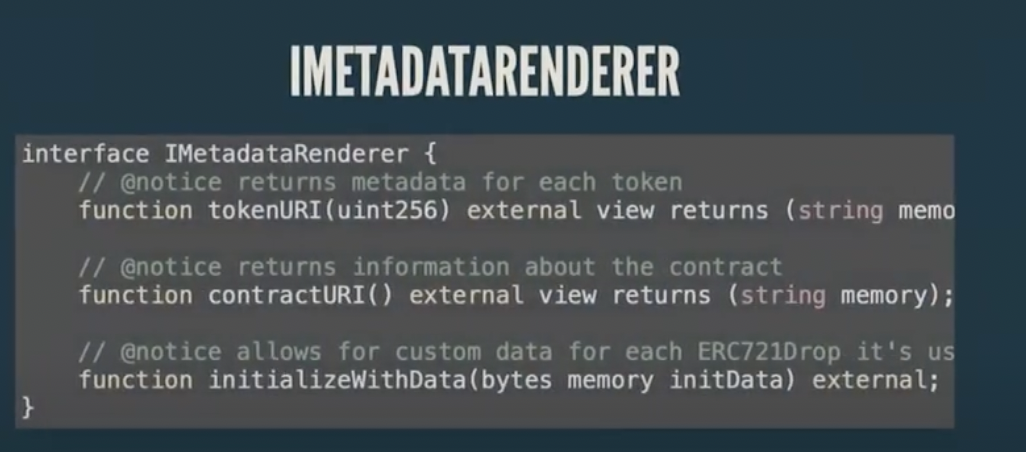 IMETADATARENDERER
interface IMetadataRenderer {
// @notice returns metadata for each token
function tokenURI(uint256) external view returns (string memo
// @notice returns information about the contract
function contractURI() external view returns (string memory);
// @notice allows for custom data for each ERC721Drop it's us
function initializeWithData(bytes memory initData) external;
}